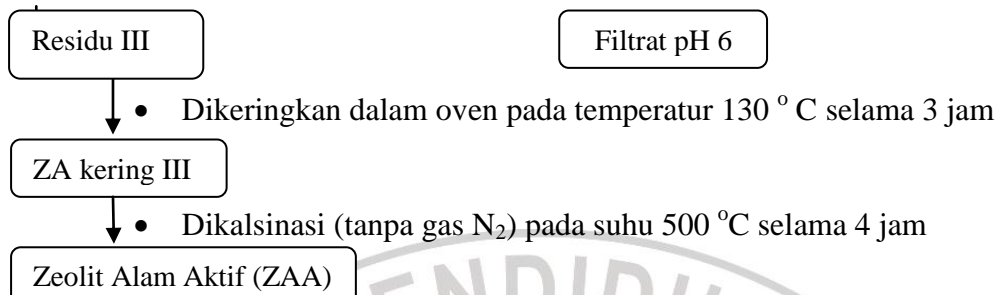 Residu III
Filtrat pH 6
• Dikeringkan dalam oven pada temperatur 130 ° C selama 3 jam
ZA kering III
• Dikalsinasi (tanpa gas N₂) pada suhu 500 °C selama 4 jam
Zeolit Alam Aktif (ZAA)